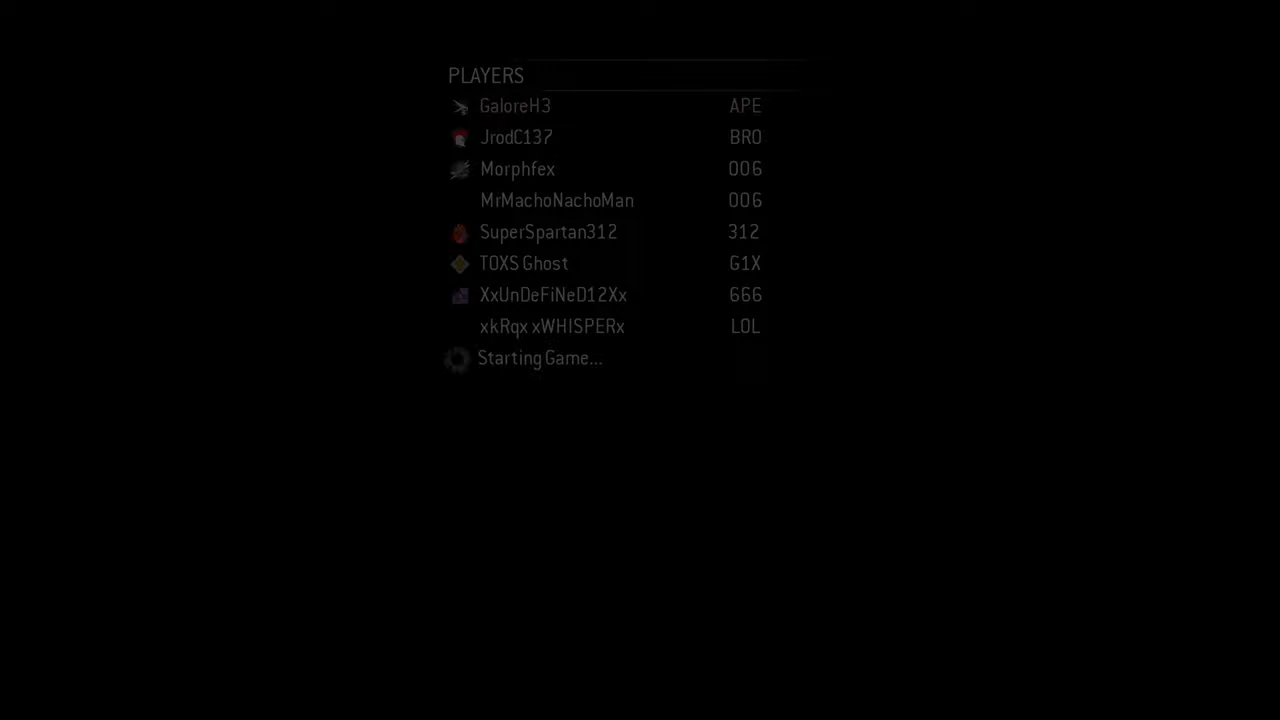 PLAYERS
GaloreH3 APE
JrodC137 BRO
Morphfex 006
MrMachoNachoMan 006
SuperSpartan312 312
TOXS Ghost G1X
XxUnDeFiNeD12Xx 666
xkRqx xWHISPERx LOL
Starting Game...